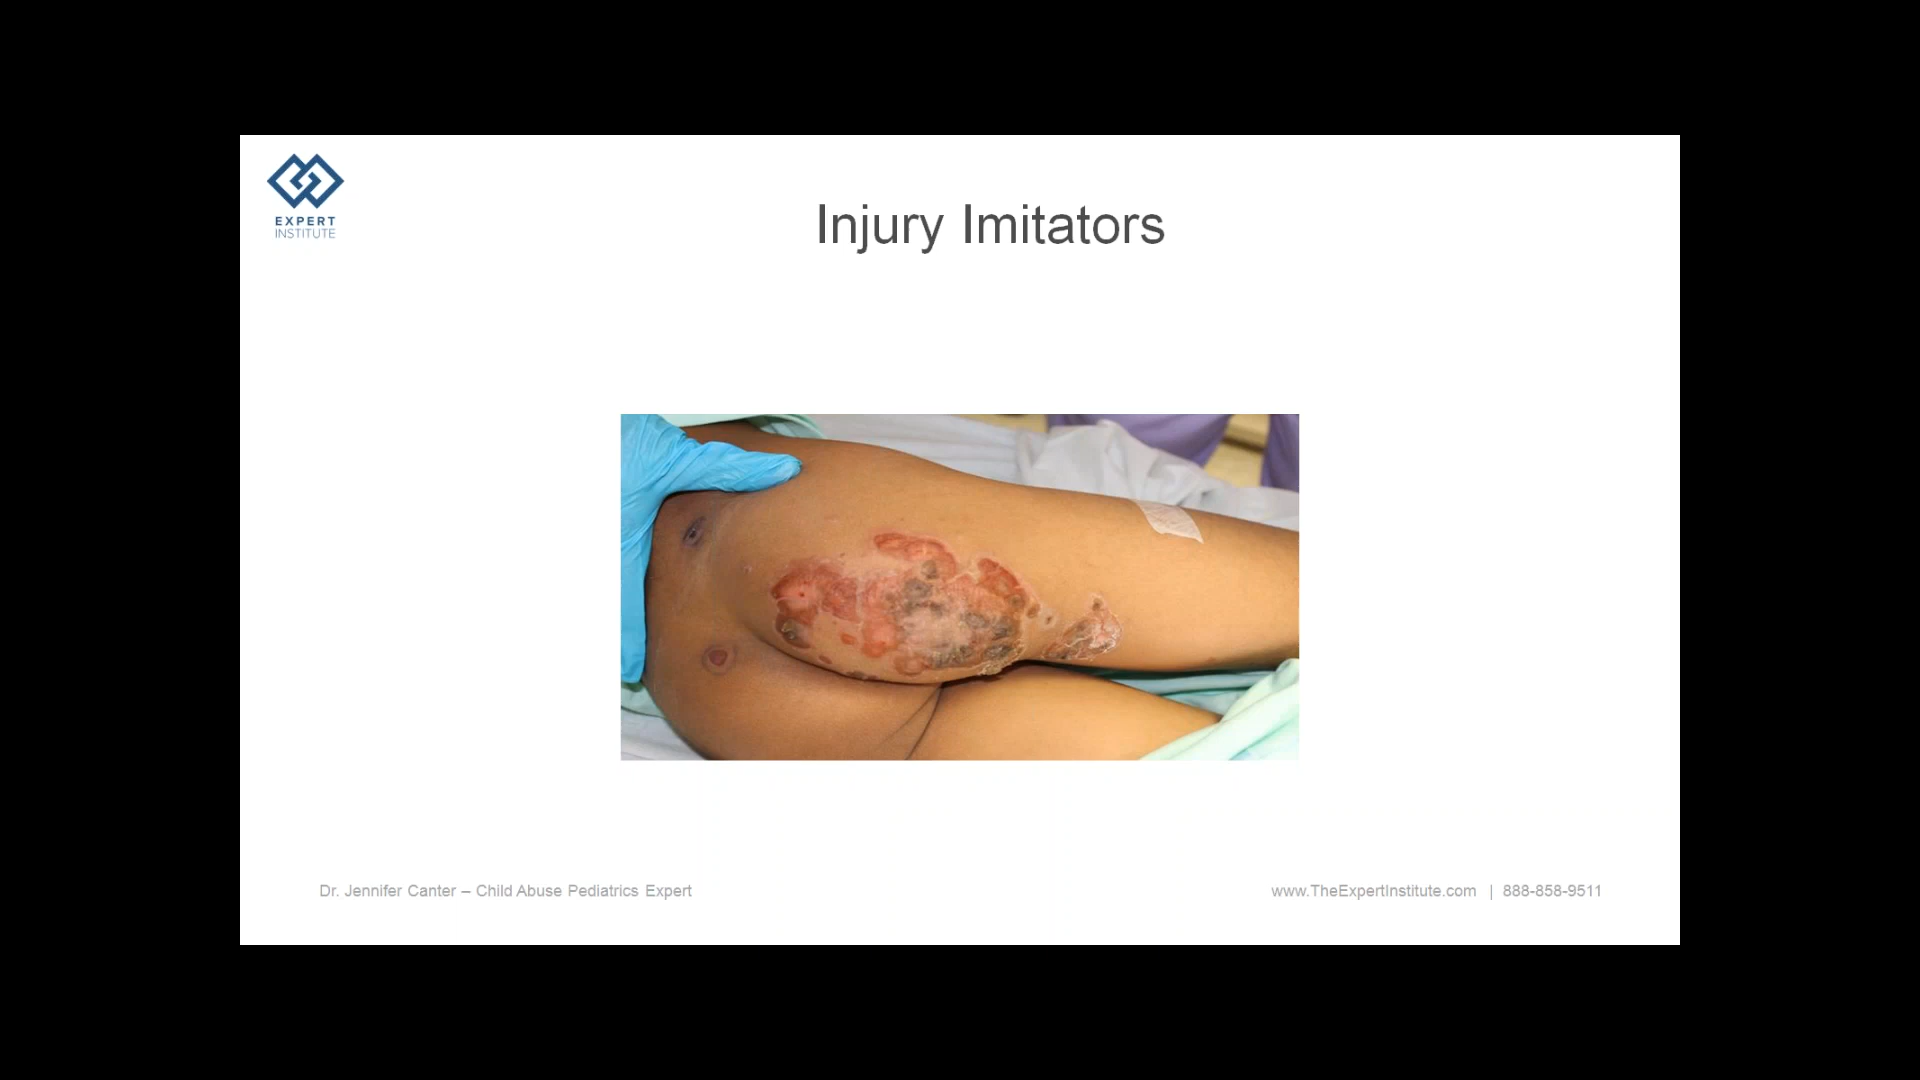 EXPERT
INSTITUTE
Injury Imitators
Dr. Jennifer Canter – Child Abuse Pediatrics Expert
www.TheExpertInstitute.com | 888-858-9511